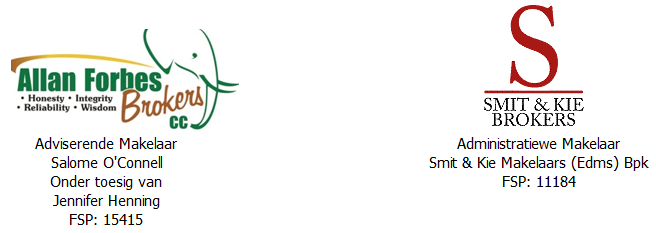 Allan Forbes
• Honesty • Integrity
• Reliability • Wisdom
Brokers
CC
Adviserende Makelaar
Salome O'Connell
Onder toesig van
Jennifer Henning
FSP: 15415
S
SMIT & KIE
BROKERS
Administratiewe Makelaar
Smit & Kie Makelaars (Edms) Bpk
FSP: 11184